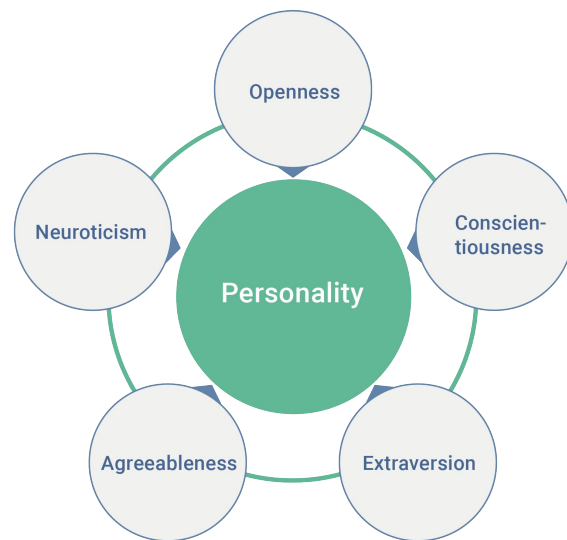 Openness
Neuroticism
Conscien-
tiousness
Personality
Agreeableness
Extraversion